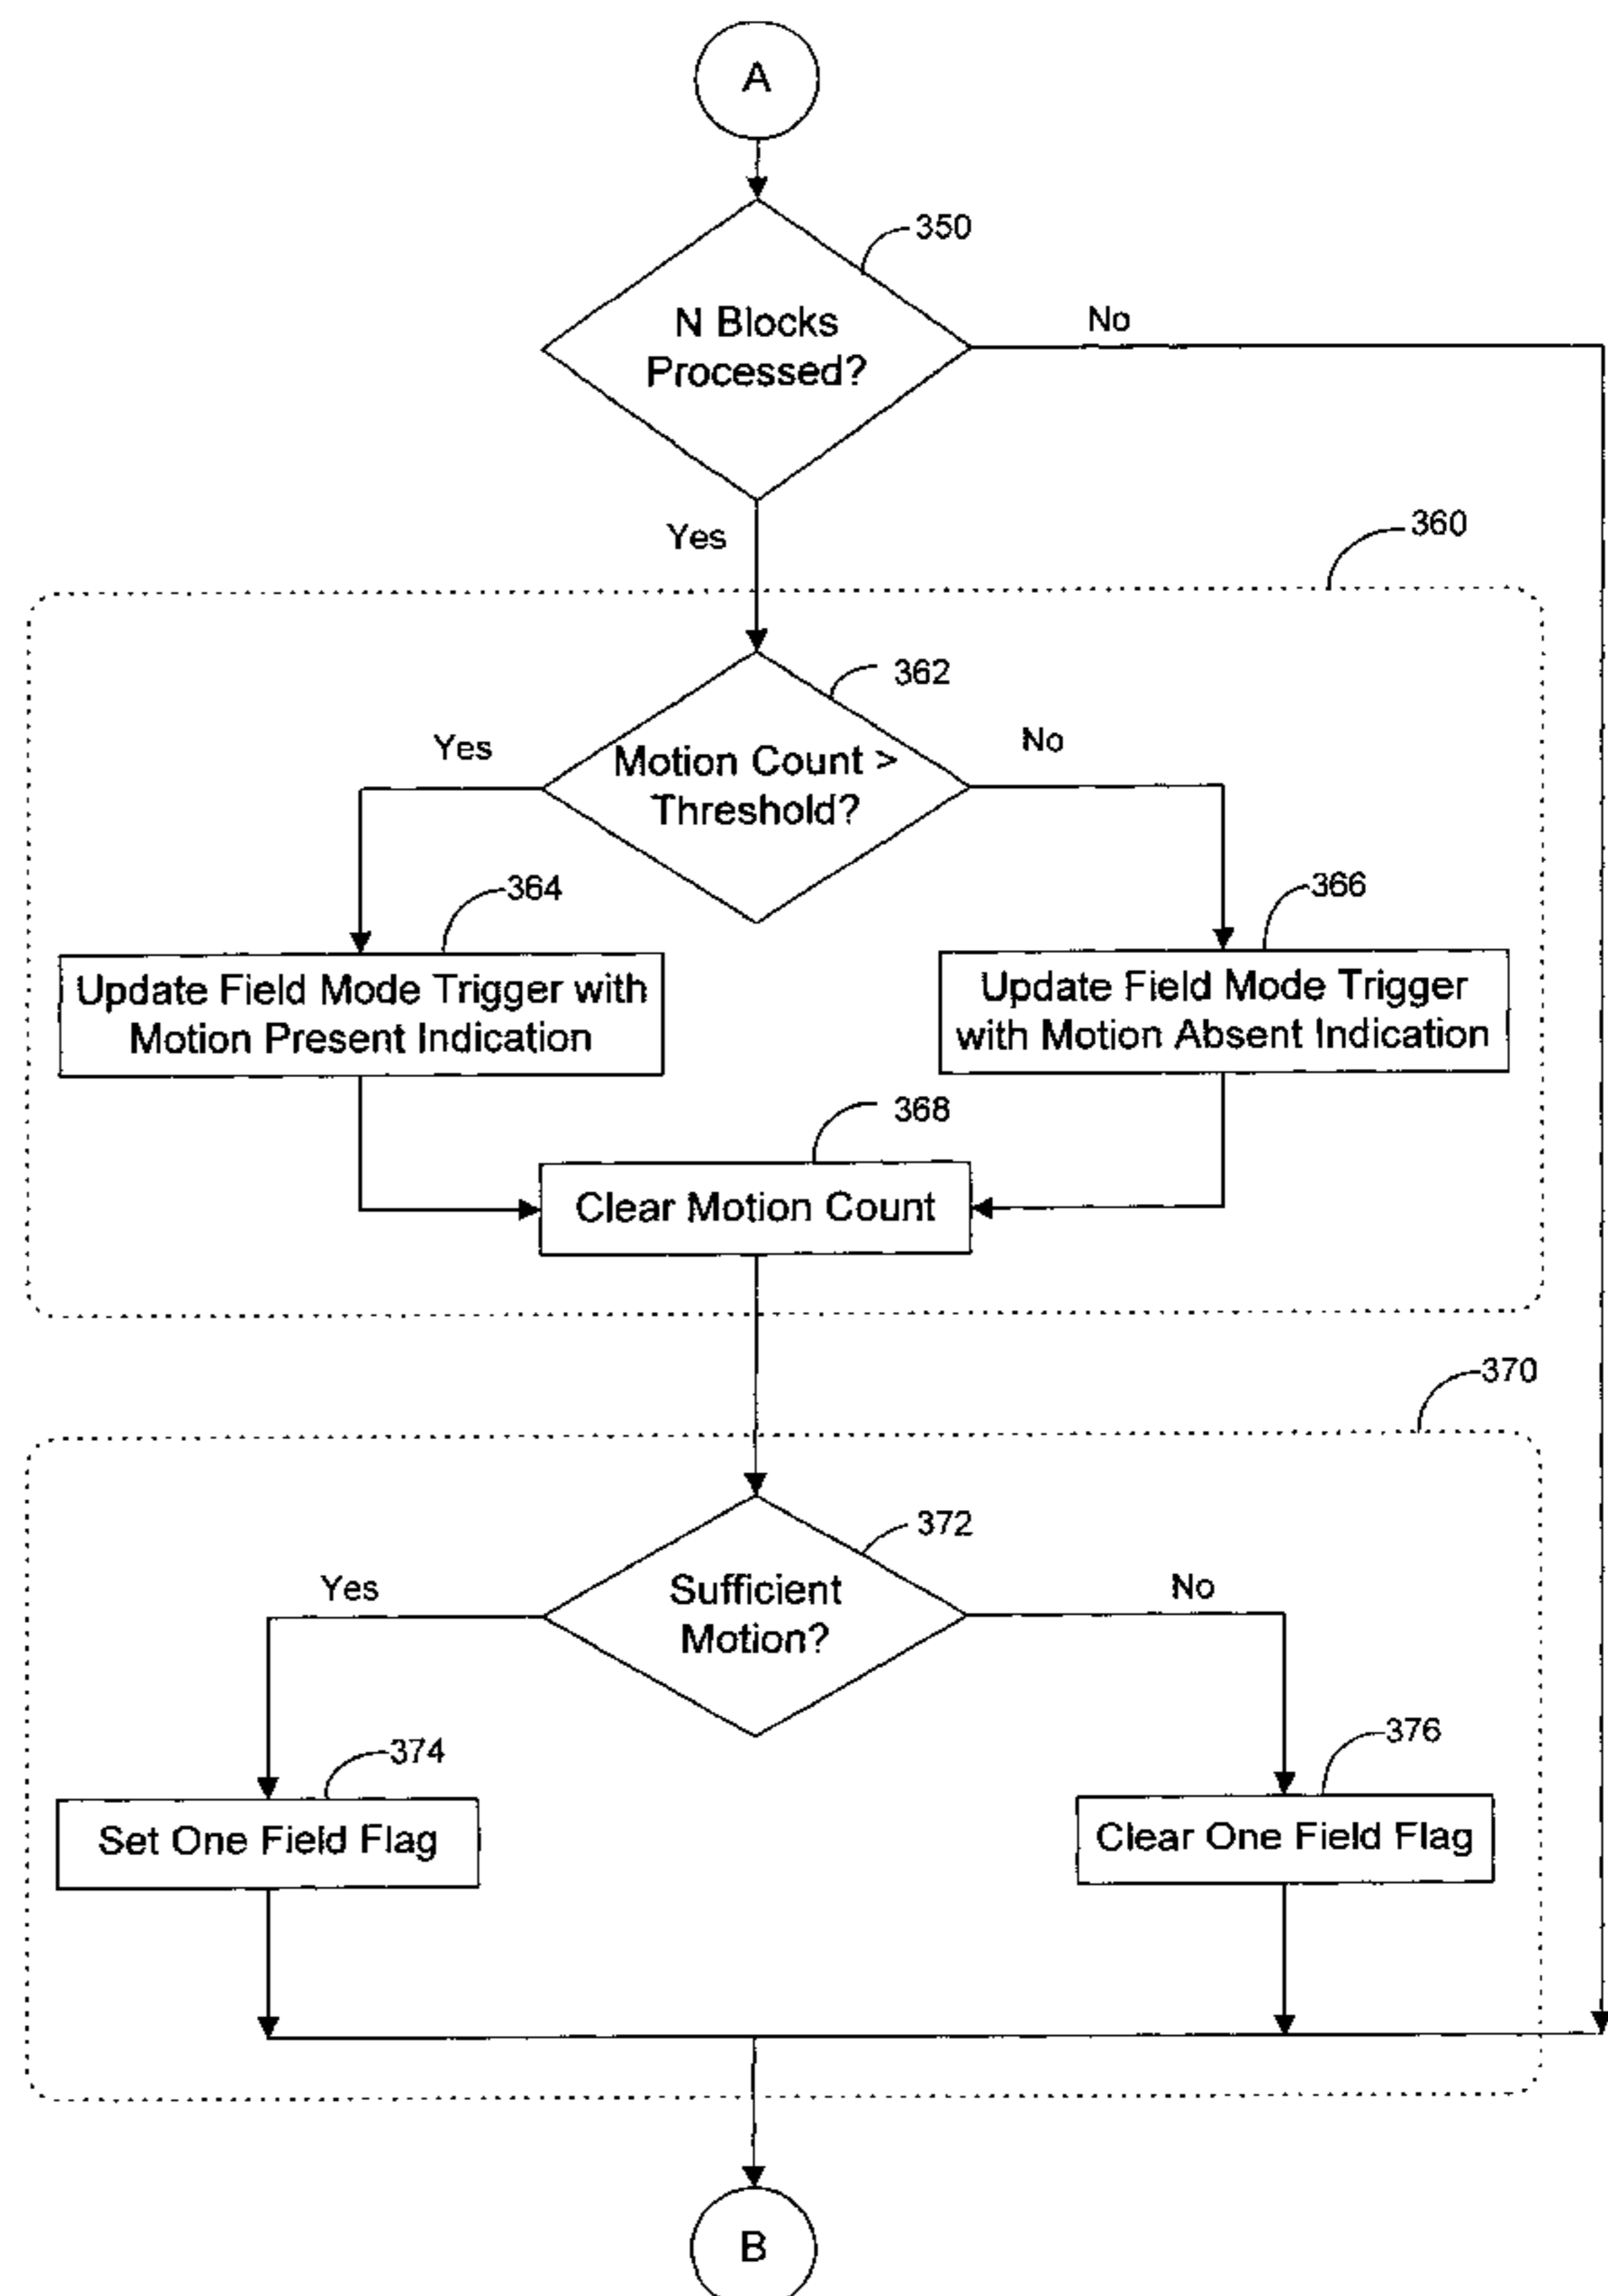 A
350
N Blocks
Processed?
No
Yes
360
362
Motion Count >
Threshold?
Yes
No
364
366
Update Field Mode Trigger with
Motion Present Indication
Update Field Mode Trigger
with Motion Absent Indication
368
Clear Motion Count
370
372
Sufficient
Motion?
Yes
No
374
376
Set One Field Flag
Clear One Field Flag
B